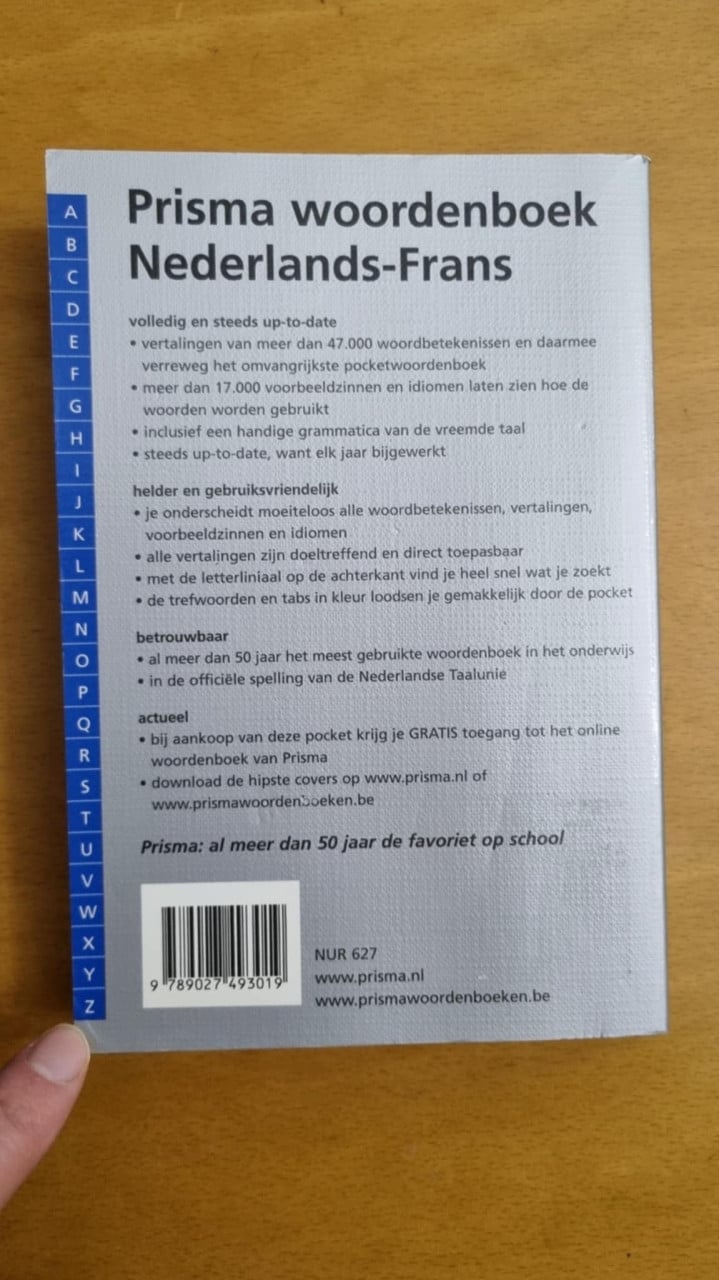 Prisma woordenboek
Nederlands-Frans
volledig en steeds up-to-date
• vertalingen van meer dan 47.000 woordbetekenissen en daarmee
verreweg het omvangrijkste pocketwoordenboek
• meer dan 17.000 voorbeeldzinnen en idiomen laten zien hoe de
woorden worden gebruikt
• inclusief een handige grammatica van de vreemde taal
• steeds up-to-date, want elk jaar bijgewerkt
helder en gebruiksvriendelijk
• je onderscheidt moeiteloos alle woordbetekenissen, vertalingen,
voorbeeldzinnen en idiomen
• alle vertalingen zijn doeltreffend en direct toepasbaar
• met de letterliniaal op de achterkant vind je heel snel wat je zoekt
• de trefwoorden en tabs in kleur loodsen je gemakkelijk door de pocket
betrouwbaar
• al meer dan 50 jaar het meest gebruikte woordenboek in het onderwijs
• in de officiële spelling van de Nederlandse Taalunie
actueel
• bij aankoop van deze pocket krijg je GRATIS toegang tot het online
woordenboek van Prisma
• download de hipste covers op www.prisma.nl of
www.prismawoordenboeken.be
Prisma: al meer dan 50 jaar de favoriet op school
9 789027 493019
NUR 627
www.prisma.nl
www.prismawoordenboeken.be
A
B
C
D
E
F
G
H
I
J
K
L
M
N
O
P
Q
R
S
T
U
V
W
X
Y
Z